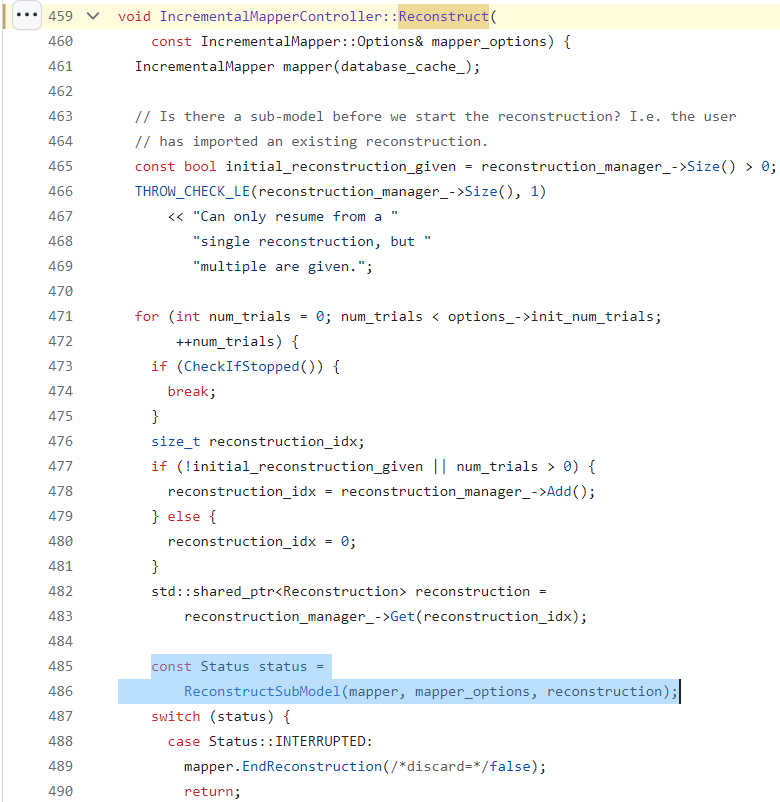 459 void IncrementalMapperController::Reconstruct(
460 const IncrementalMapper::Options& mapper_options) {
461 IncrementalMapper mapper(database_cache_);
462
463 // Is there a sub-model before we start the reconstruction? I.e. the user
464 // has imported an existing reconstruction.
465 const bool initial_reconstruction_given = reconstruction_manager_->Size() > 0;
466 THROW_CHECK_LE(reconstruction_manager_->Size(), 1)
467 << "Can only resume from a "
468 "single reconstruction, but "
469 "multiple are given.";
470
471 for (int num_trials = 0; num_trials < options_->init_num_trials;
472 ++num_trials) {
473 if (CheckIfStopped()) {
474 break;
475 }
476 size_t reconstruction_idx;
477 if (!initial_reconstruction_given || num_trials > 0) {
478 reconstruction_idx = reconstruction_manager_->Add();
479 } else {
480 reconstruction_idx = 0;
481 }
482 std::shared_ptr<Reconstruction> reconstruction =
483 reconstruction_manager_->Get(reconstruction_idx);
484
485 const Status status =
486 ReconstructSubModel(mapper, mapper_options, reconstruction);
487 switch (status) {
488 case Status::INTERRUPTED:
489 mapper.EndReconstruction(/*discard=*/false);
490 return;